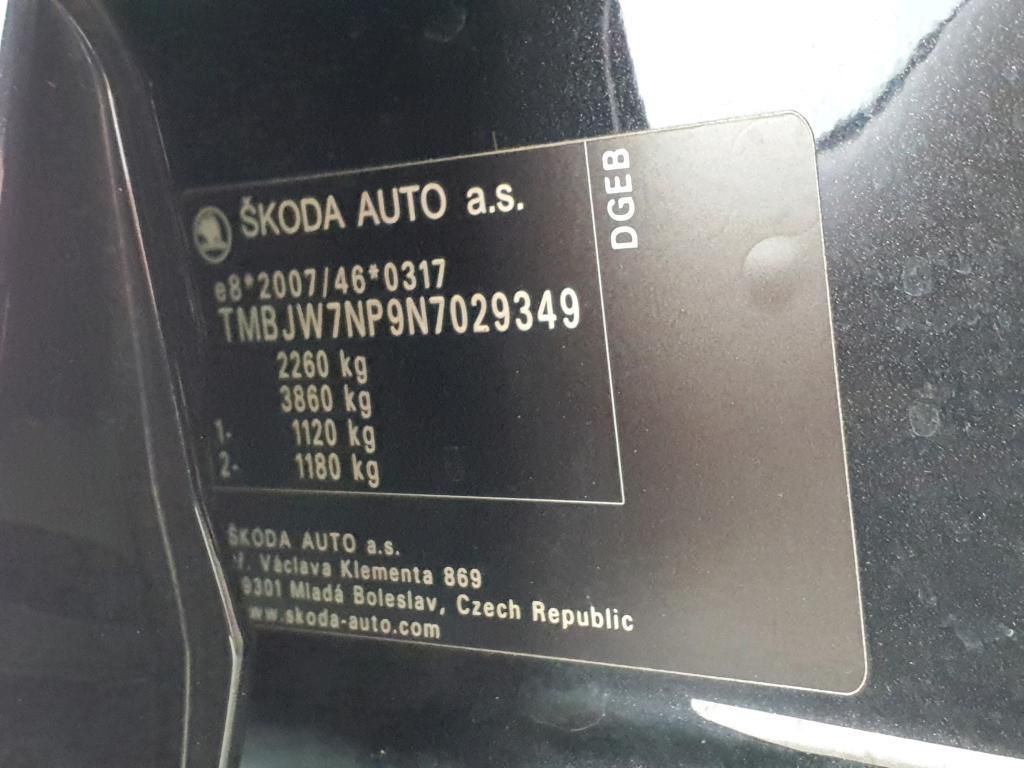 ŠKODA AUTO a.s.
DGEB
e8*2007/46*0317
TMBJW7NP9N7029349
2260 kg
3860 kg
1- 1120 kg
2- 1180 kg
ŠKODA AUTO a.s.
Václava Klementa 869
Mladá Boleslav, Czech Republic
www.skoda-auto.com